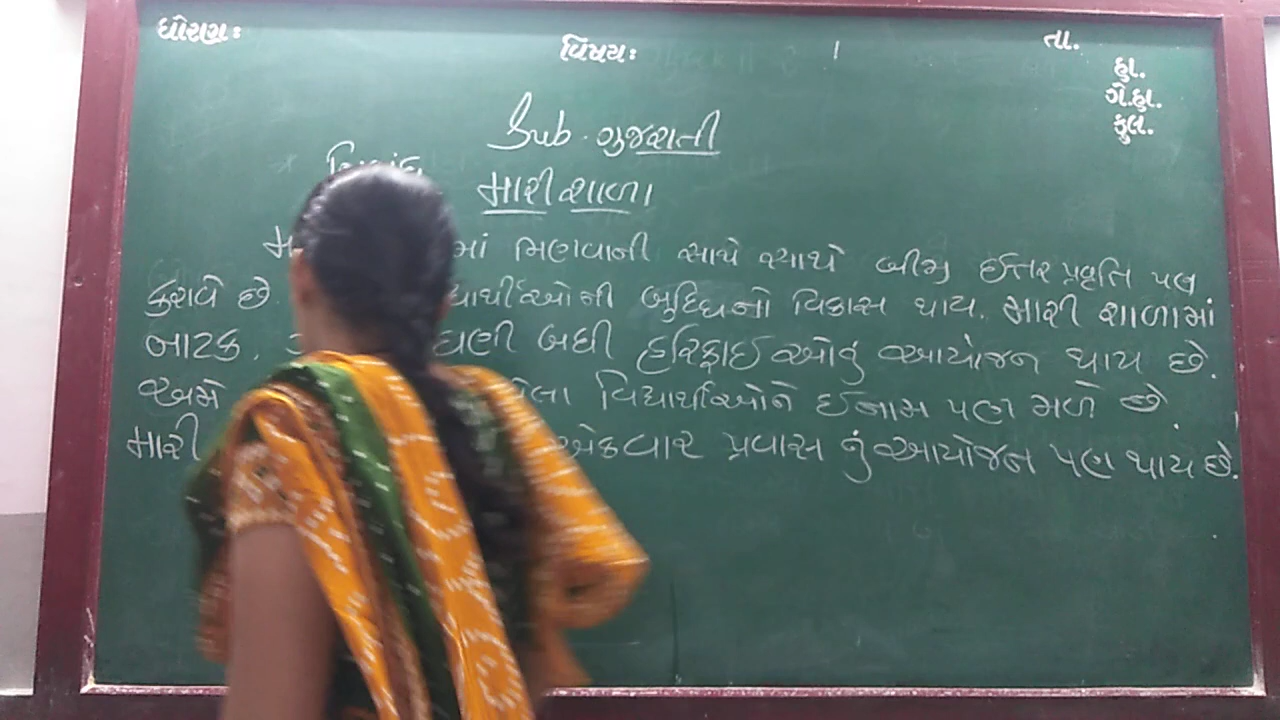 ધોરણઃ
વિષયઃ
તા.
હા.
ગે.હા.
કુલ.
Sub. ગુજરાતી
મારી શાળા
માં ભણવાની સાથે સાથે બીજી ઈત્તર પ્રવૃતિ પણ
કરાવે છે. ઓની બુધ્ધિનો વિકાસ થાય. મારી શાળામાં
નાટક, ઘણી બધી હરિફાઈઓનું આયોજન થાય છે.
અમે વિદ્યાર્થીઓને ઈનામ પણ મળે છે.
મારી એકવાર પ્રવાસ નું આયોજન પણ થાય છે.